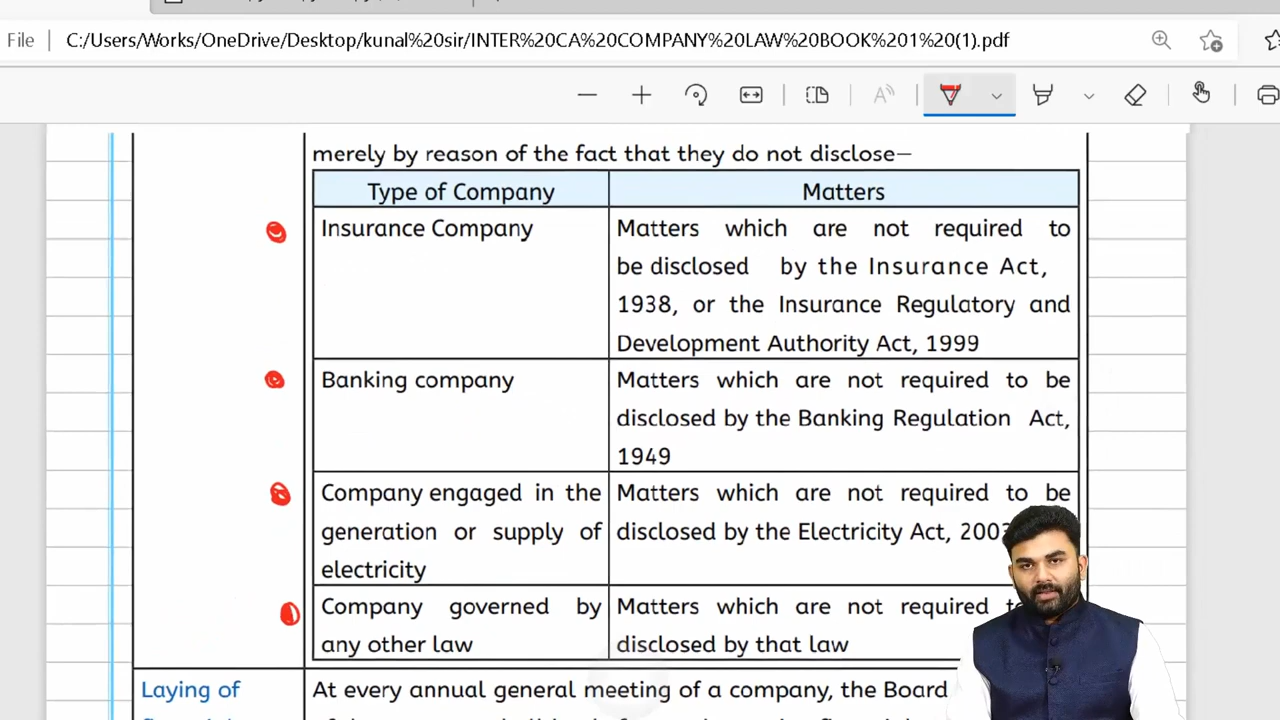 File
C:/Users/Works/OneDrive/Desktop/kunal%20sir/INTER%20CA%20COMPANY%20LAW%20BOOK%201%20(1).pdf
merely by reason of the fact that they do not disclose—
Type of Company
Matters
Insurance Company
Matters which are not required to
be disclosed by the Insurance Act,
1938, or the Insurance Regulatory and
Development Authority Act, 1999
Banking company
Matters which are not required to be
disclosed by the Banking Regulation Act,
1949
Company engaged in the
generation or supply of
electricity
Matters which are not required to be
disclosed by the Electricity Act, 2003
Company governed by
any other law
Matters which are not required
disclosed by that law
Laying of
At every annual general meeting of a company, the Board